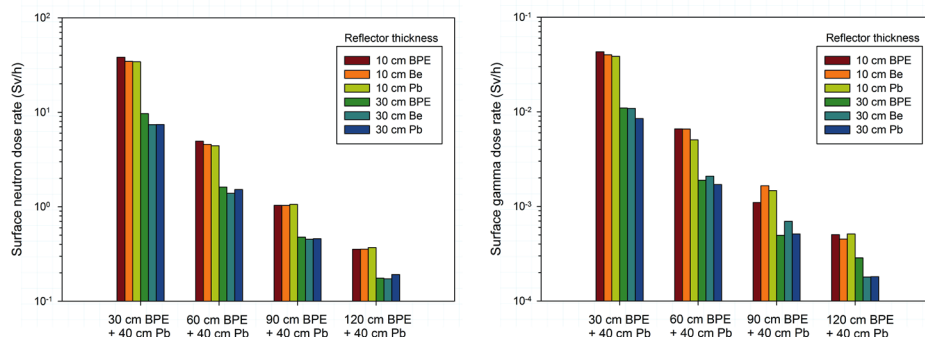 Surface neutron dose rate (Sv/h)
10²
10¹
10⁰
10⁻¹
Reflector thickness
10 cm BPE
10 cm Be
10 cm Pb
30 cm BPE
30 cm Be
30 cm Pb
30 cm BPE
+ 40 cm Pb
60 cm BPE
+ 40 cm Pb
90 cm BPE
+ 40 cm Pb
120 cm BPE
+ 40 cm Pb
Surface gamma dose rate (Sv/h)
10⁻¹
10⁻²
10⁻³
10⁻⁴
Reflector thickness
10 cm BPE
10 cm Be
10 cm Pb
30 cm BPE
30 cm Be
30 cm Pb
30 cm BPE
+ 40 cm Pb
60 cm BPE
+ 40 cm Pb
90 cm BPE
+ 40 cm Pb
120 cm BPE
+ 40 cm Pb